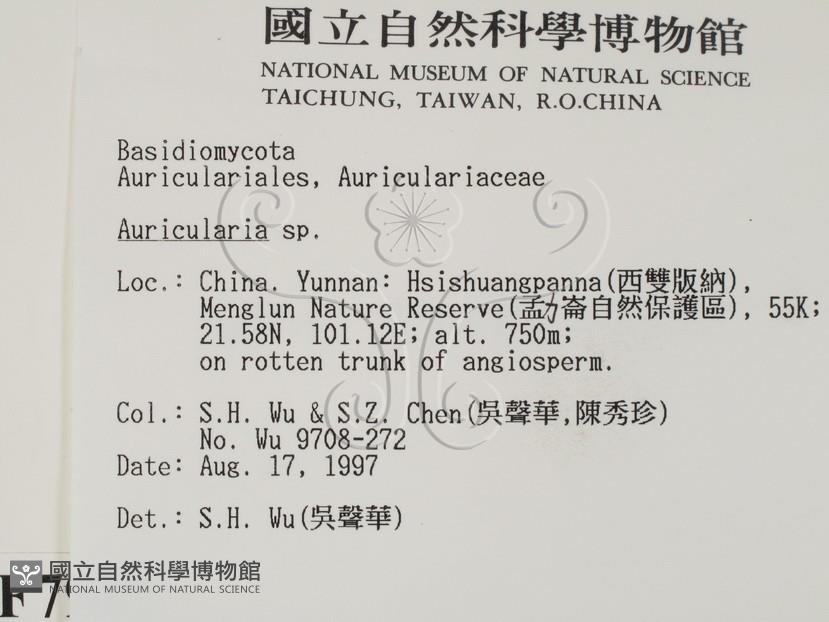 國立自然科學博物館
NATIONAL MUSEUM OF NATURAL SCIENCE
TAICHUNG, TAIWAN, R.O.CHINA
Basidiomycota
Auriculariales, Auriculariaceae
Auricularia sp.
Loc.: China. Yunnan: Hsishuangpanna(西雙版納),
Menglun Nature Reserve(孟力崙自然保護區), 55K;
21.58N, 101.12E; alt. 750m;
on rotten trunk of angiosperm.
Col.: S.H. Wu & S.Z. Chen(吳聲華,陳秀珍)
No. Wu 9708-272
Date: Aug. 17, 1997
Det.: S.H. Wu(吳聲華)
國立自然科學博物館
NATIONAL MUSEUM OF NATURAL SCIENCE
F7